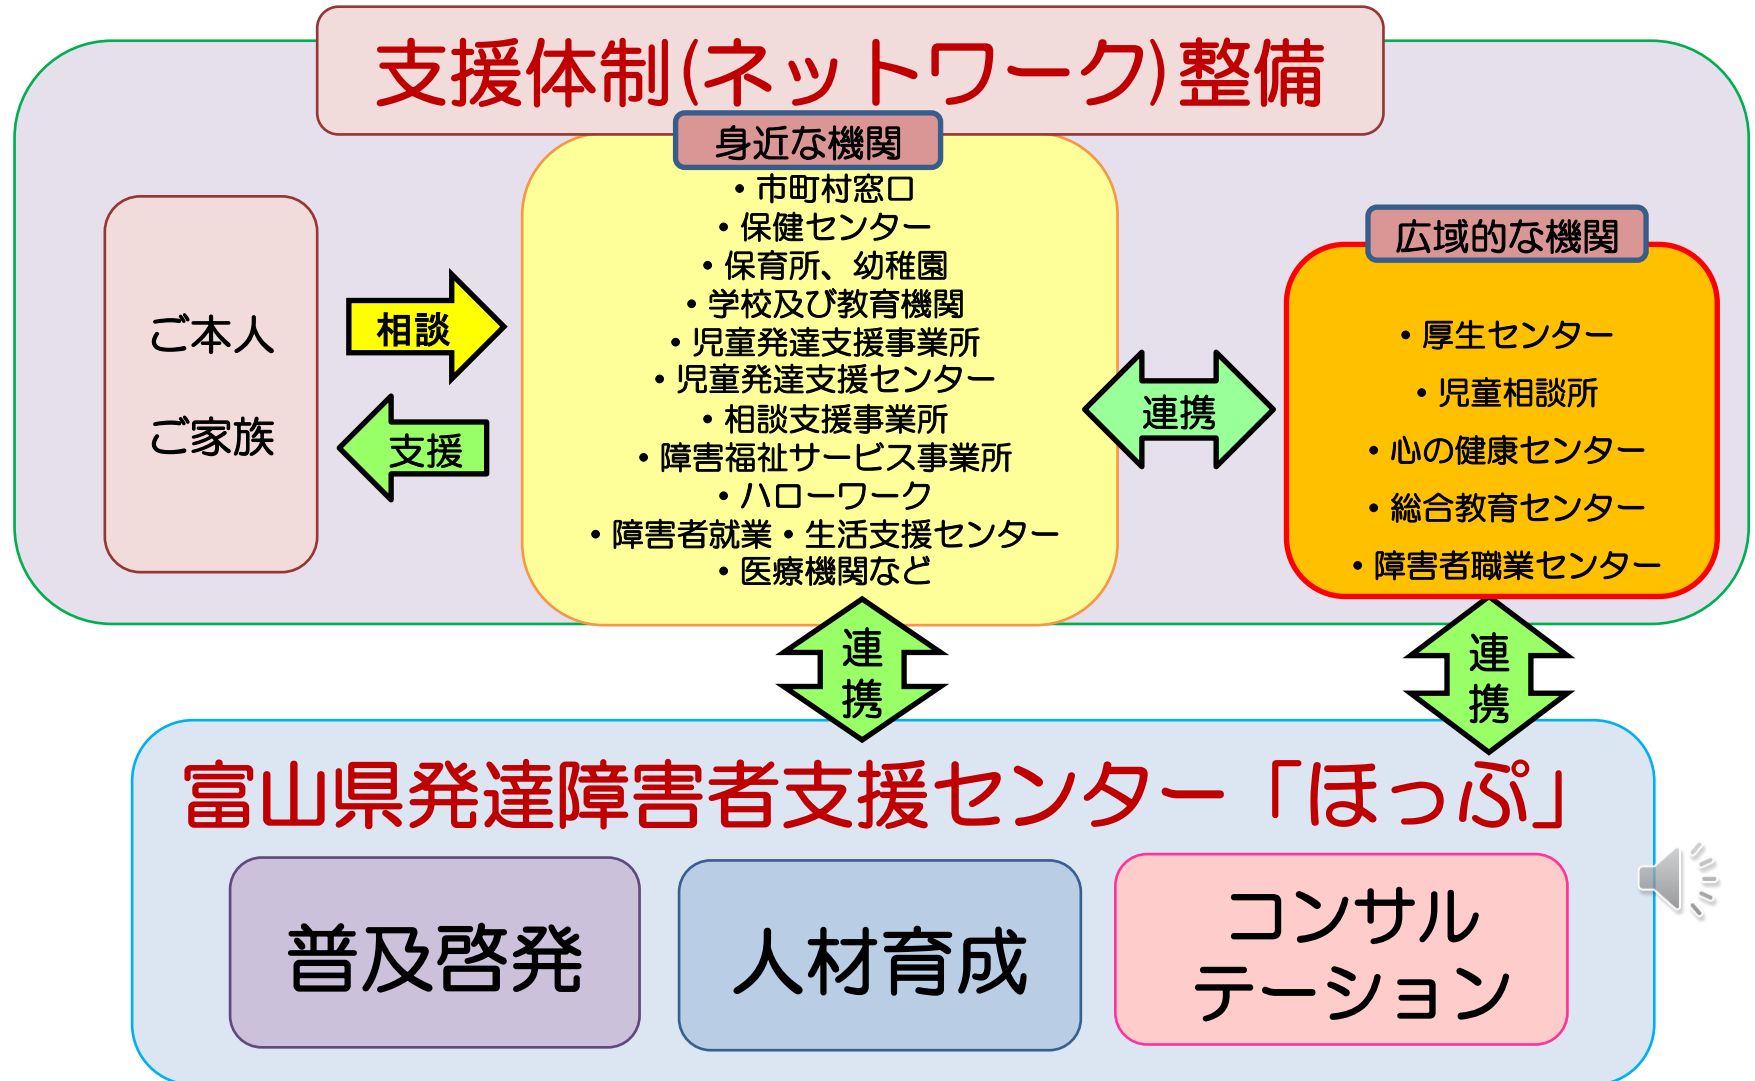 支援体制(ネットワーク)整備
ご本人
ご家族
相談
支援
身近な機関
・市町村窓口
・保健センター
・保育所、幼稚園
・学校及び教育機関
・児童発達支援事業所
・児童発達支援センター
・相談支援事業所
・障害福祉サービス事業所
・ハローワーク
・障害者就業・生活支援センター
・医療機関など
連携
広域的な機関
・厚生センター
・児童相談所
・心の健康センター
・総合教育センター
・障害者職業センター
連
携
連
携
富山県発達障害者支援センター「ほっぷ」
普及啓発
人材育成
コンサル
テーション